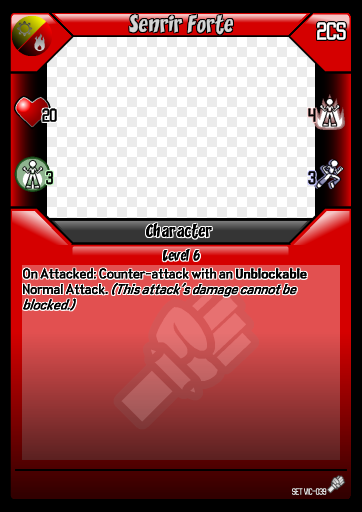 Senrir Forte
2CS
20
4
3
3
Character
Level 6
On Attacked: Counter-attack with an Unblockable
Normal Attack. (This attack's damage cannot be
blocked.)
SET VIC-039